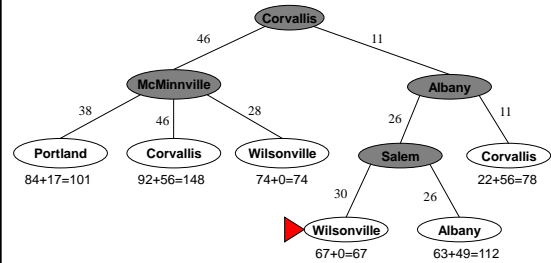 Corvallis
46 11
McMinnville Albany
38 46 28 26 11
Portland Corvallis Wilsonville Salem Corvallis
84+17=101 92+56=148 74+0=74 22+56=78
30 26
Wilsonville Albany
67+0=67 63+49=112